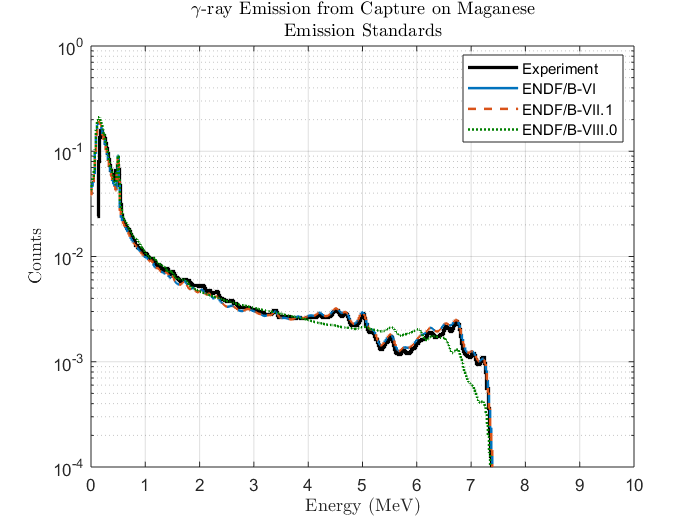 γ-ray Emission from Capture on Maganese
Emission Standards
Experiment
ENDF/B-VI
ENDF/B-VII.1
ENDF/B-VIII.0
Counts
10^0
10^-1
10^-2
10^-3
10^-4
0 1 2 3 4 5 6 7 8 9 10
Energy (MeV)